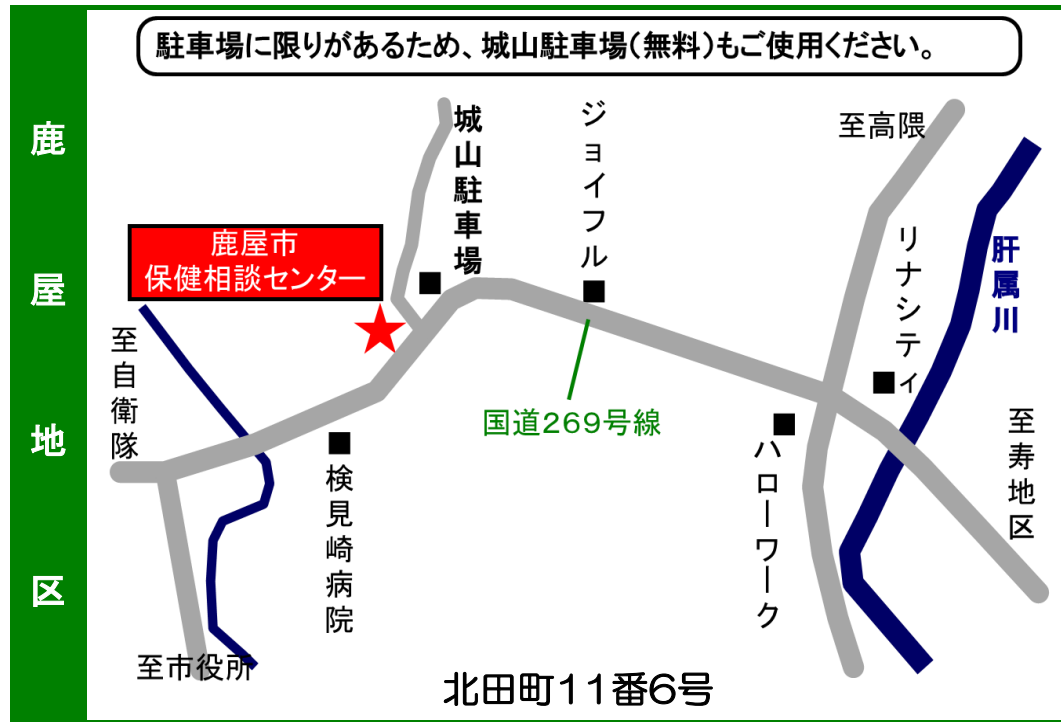 駐車場に限りがあるため、城山駐車場(無料)もご使用ください。
鹿屋地区
城山駐車場
ジョイフル
至高隈
鹿屋市
保健相談センター
リナシティ
肝属川
至自衛隊
国道269号線
至寿地区
検見崎病院
ハローワーク
至市役所
北田町11番6号